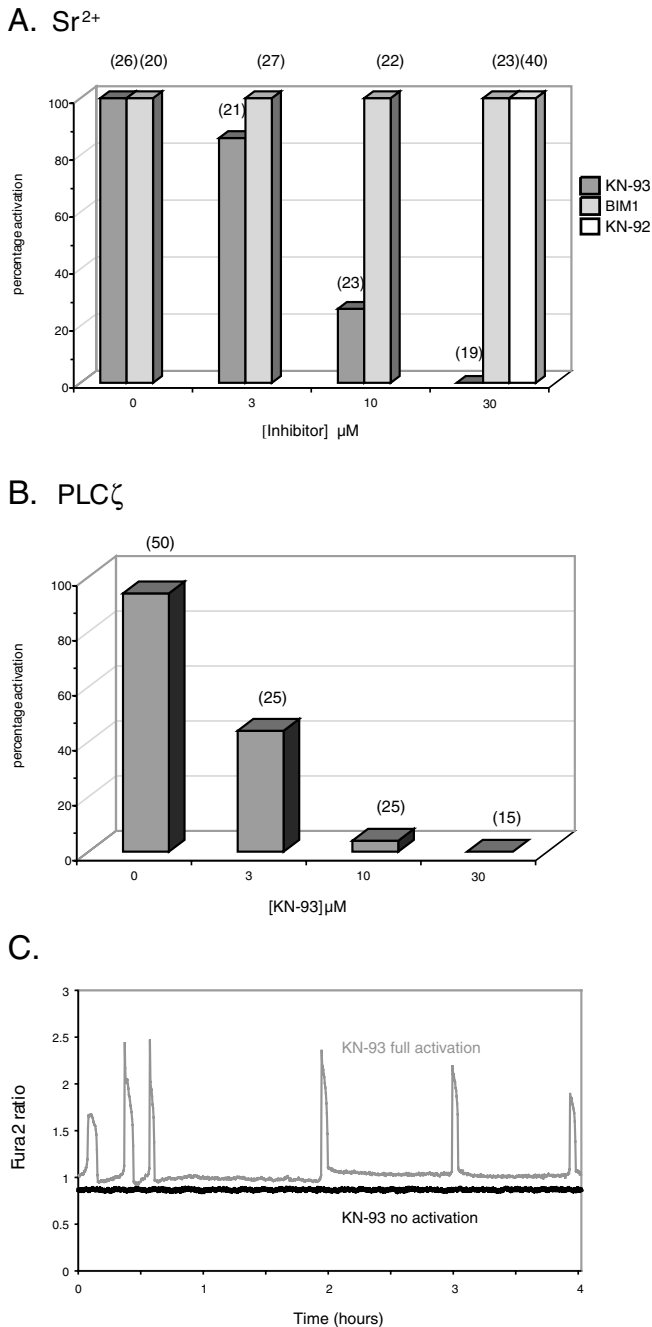 A. Sr2+
(26)(20) (27) (22) (23)(40)
100
(21)
80
60
40
(23)
20
(19)
0
percentage activation
0 3 10 30
[Inhibitor] µM
KN-93
BIM1
KN-92
B. PLCζ
(50)
100
80
(25)
60
40
20
(25)
(15)
0
percentage activation
0 3 10 30
[KN-93]µM
C.
3
2.5
KN-93 full activation
2
1.5
1
KN-93 no activation
0.5
0
Fura2 ratio
0 1 2 3 4
Time (hours)